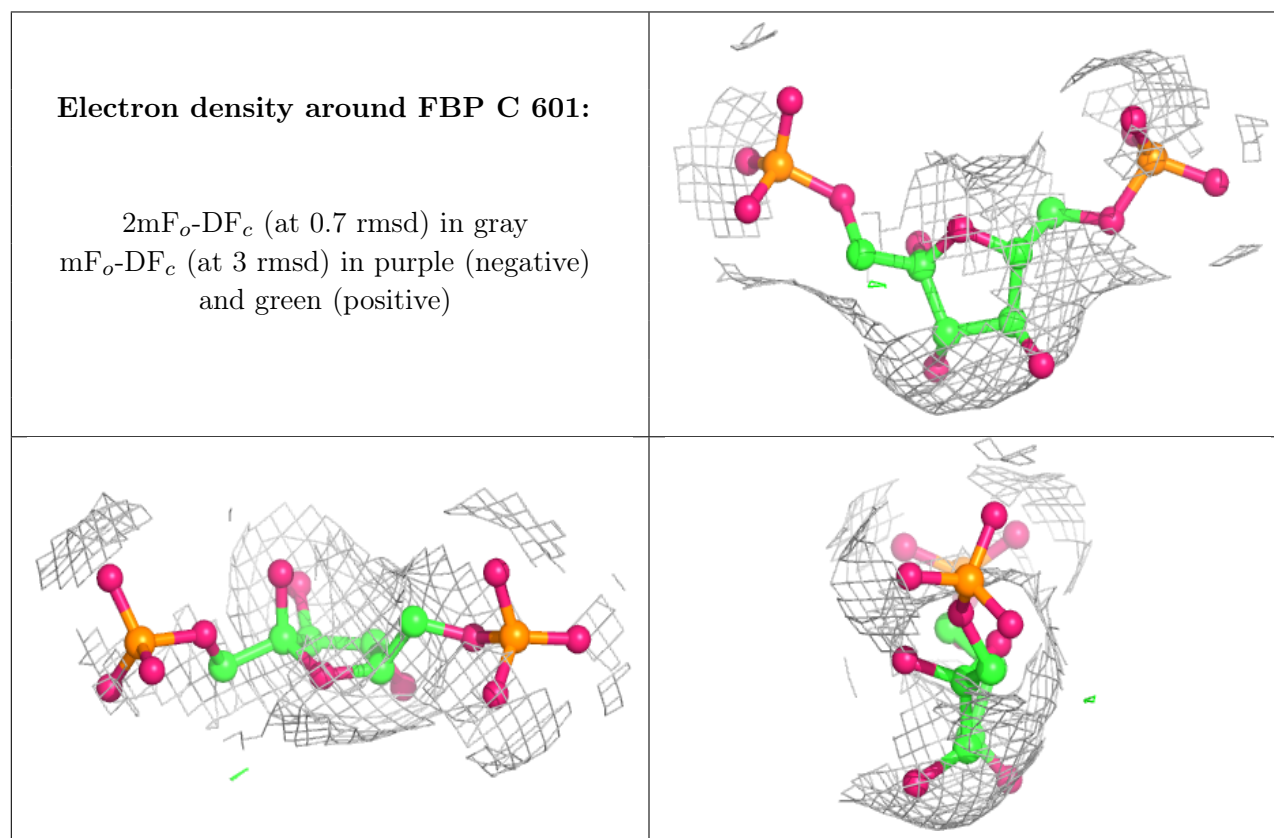 Electron density around FBP C 601:
2mFo-DFc (at 0.7 rmsd) in gray
mFo-DFc (at 3 rmsd) in purple (negative)
and green (positive)